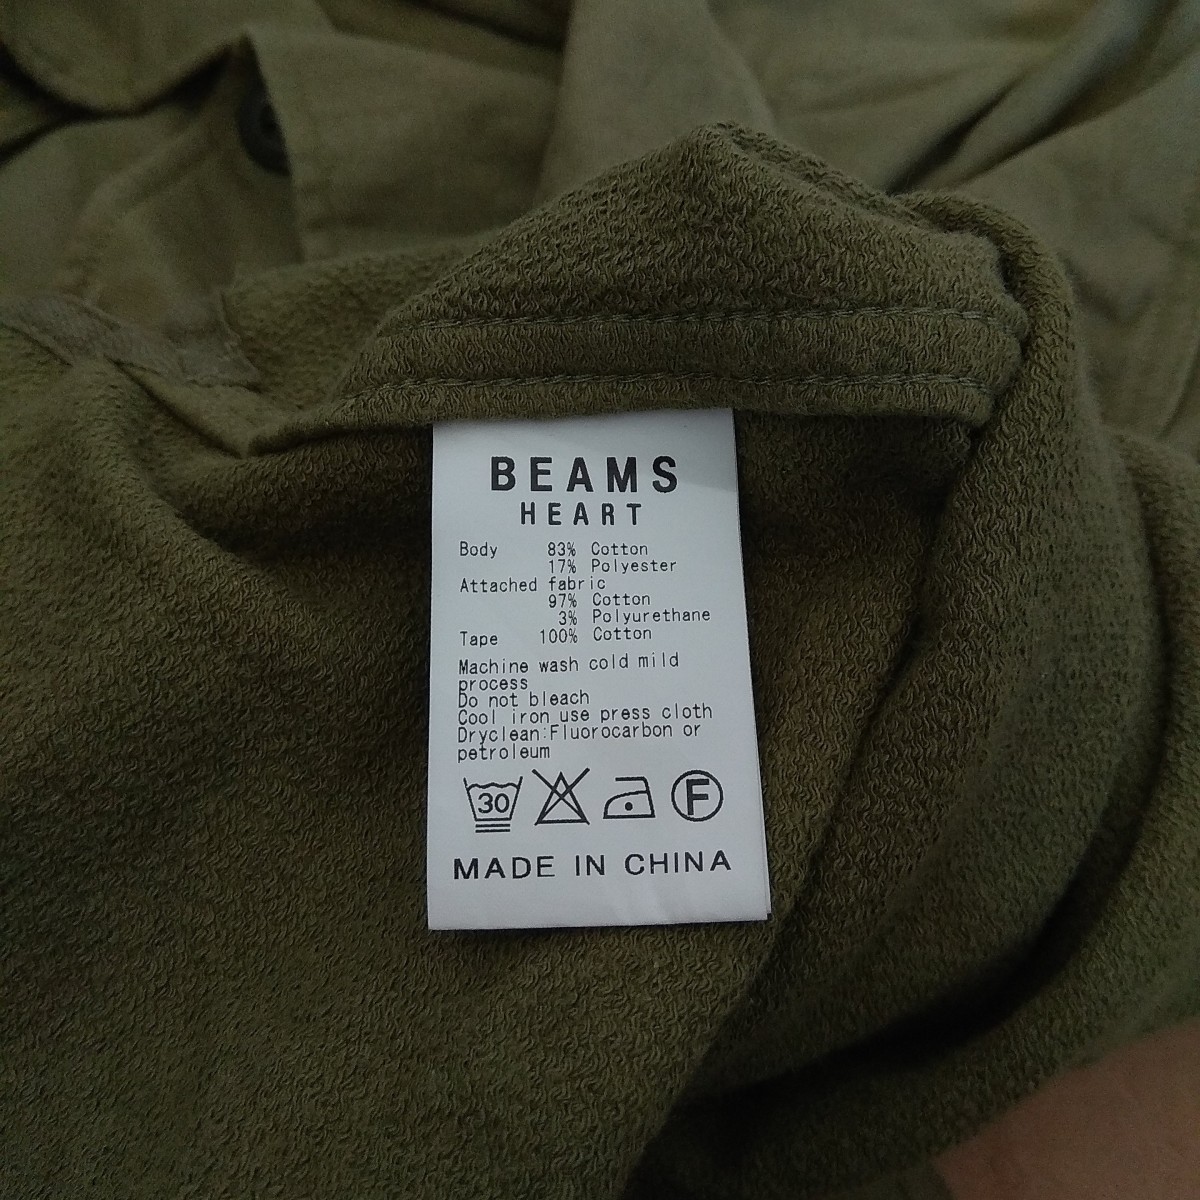 BEAMS
HEART
Body 83% Cotton
17% Polyester
Attached fabric
97% Cotton
3% Polyurethane
Tape 100% Cotton
Machine wash cold mild
process
Do not bleach
Cool iron use press cloth
Dryclean:Fluorocarbon or
petroleum
30 F
MADE IN CHINA